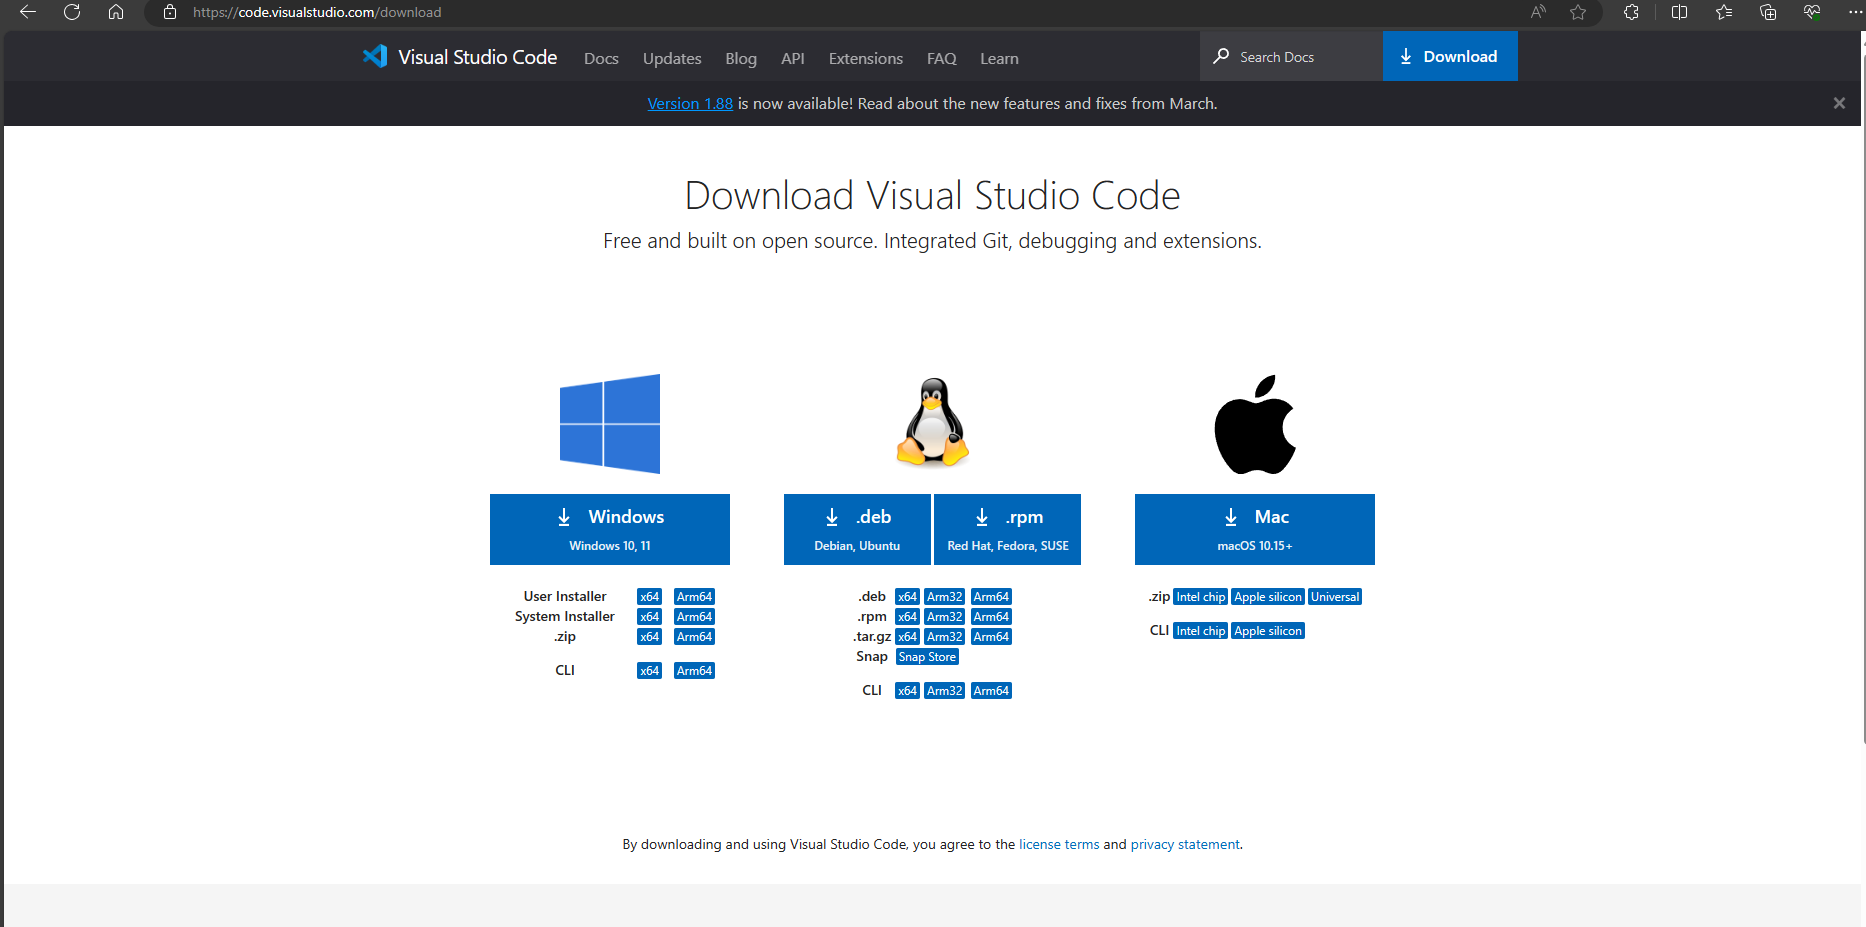 https://code.visualstudio.com/download
Visual Studio Code Docs Updates Blog API Extensions FAQ Learn Search Docs Download
Version 1.88 is now available! Read about the new features and fixes from March.
Download Visual Studio Code
Free and built on open source. Integrated Git, debugging and extensions.
Windows
Windows 10, 11
User Installer x64 Arm64
System Installer x64 Arm64
.zip x64 Arm64
CLI x64 Arm64
.deb
Debian, Ubuntu
.rpm
Red Hat, Fedora, SUSE
.deb x64 Arm32 Arm64
.rpm x64 Arm32 Arm64
.tar.gz x64 Arm32 Arm64
Snap Snap Store
CLI x64 Arm32 Arm64
Mac
macOS 10.15+
.zip Intel chip Apple silicon Universal
CLI Intel chip Apple silicon
By downloading and using Visual Studio Code, you agree to the license terms and privacy statement.